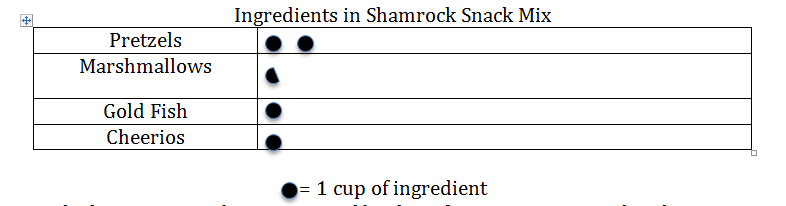 Ingredients in Shamrock Snack Mix
Pretzels
Marshmallows
Gold Fish
Cheerios
= 1 cup of ingredient